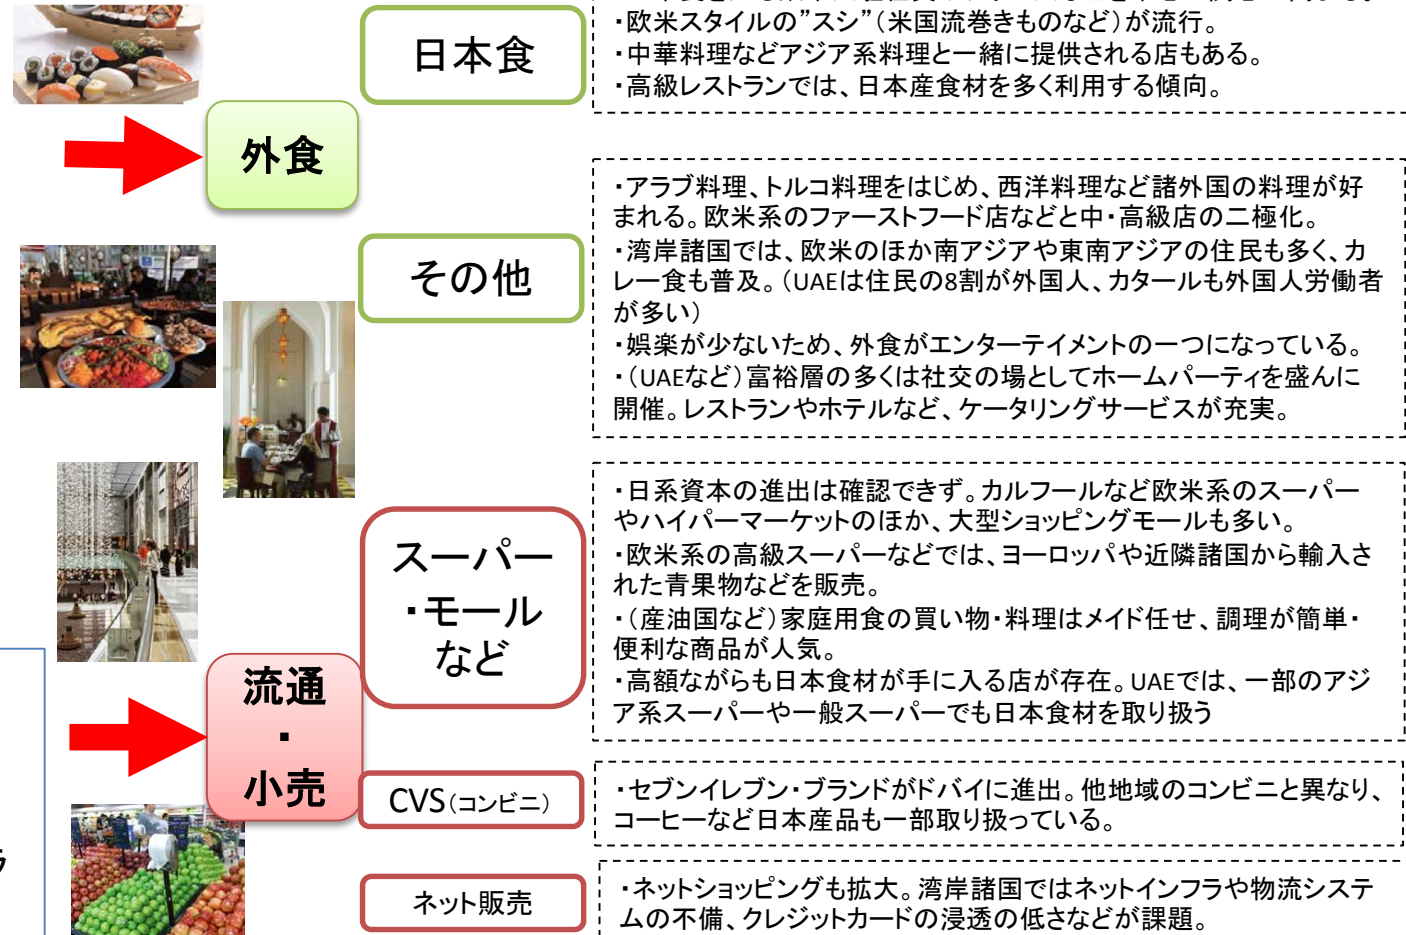 日本食
・欧米スタイルの”スシ”（米国流巻きものなど）が流行。
・中華料理などアジア系料理と一緒に提供される店もある。
・高級レストランでは、日本産食材を多く利用する傾向。
外食
その他
・アラブ料理、トルコ料理をはじめ、西洋料理など諸外国の料理が好
まれる。欧米系のファーストフード店などと中・高級店の二極化。
・湾岸諸国では、欧米のほか南アジアや東南アジアの住民も多く、カ
レー食も普及。（UAEは住民の8割が外国人、カタールも外国人労働者
が多い）
・娯楽が少ないため、外食がエンターテイメントの一つになっている。
・（UAEなど）富裕層の多くは社交の場としてホームパーティを盛んに
開催。レストランやホテルなど、ケータリングサービスが充実。
流通
・
小売
スーパー
・モール
など
・日系資本の進出は確認できず。カルフールなど欧米系のスーパー
やハイパーマーケットのほか、大型ショッピングモールも多い。
・欧米系の高級スーパーなどでは、ヨーロッパや近隣諸国から輸入さ
れた青果物などを販売。
・（産油国など）家庭用食の買い物・料理はメイド任せ、調理が簡単・
便利な商品が人気。
・高額ながらも日本食材が手に入る店が存在。UAEでは、一部のアジ
ア系スーパーや一般スーパーでも日本食材を取り扱う
CVS（コンビニ）
・セブンイレブン・ブランドがドバイに進出。他地域のコンビニと異なり、
コーヒーなど日本産品も一部取り扱っている。
ラ
ネット販売
・ネットショッピングも拡大。湾岸諸国ではネットインフラや物流システ
ムの不備、クレジットカードの浸透の低さなどが課題。